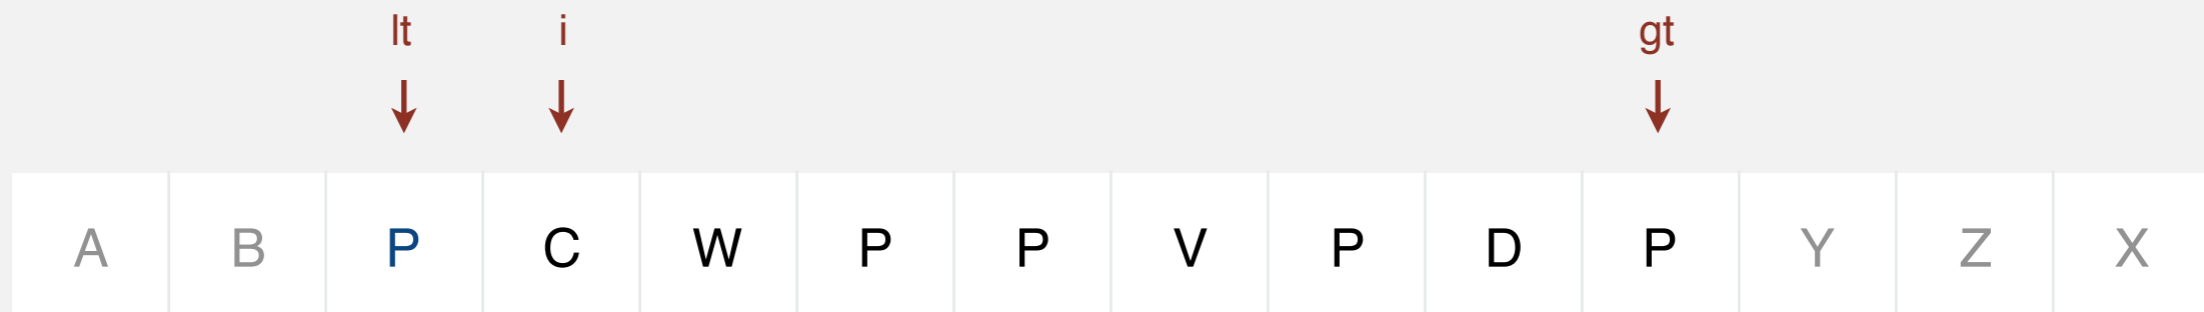 lt i gt
A B P C W P P V P D P Y Z X